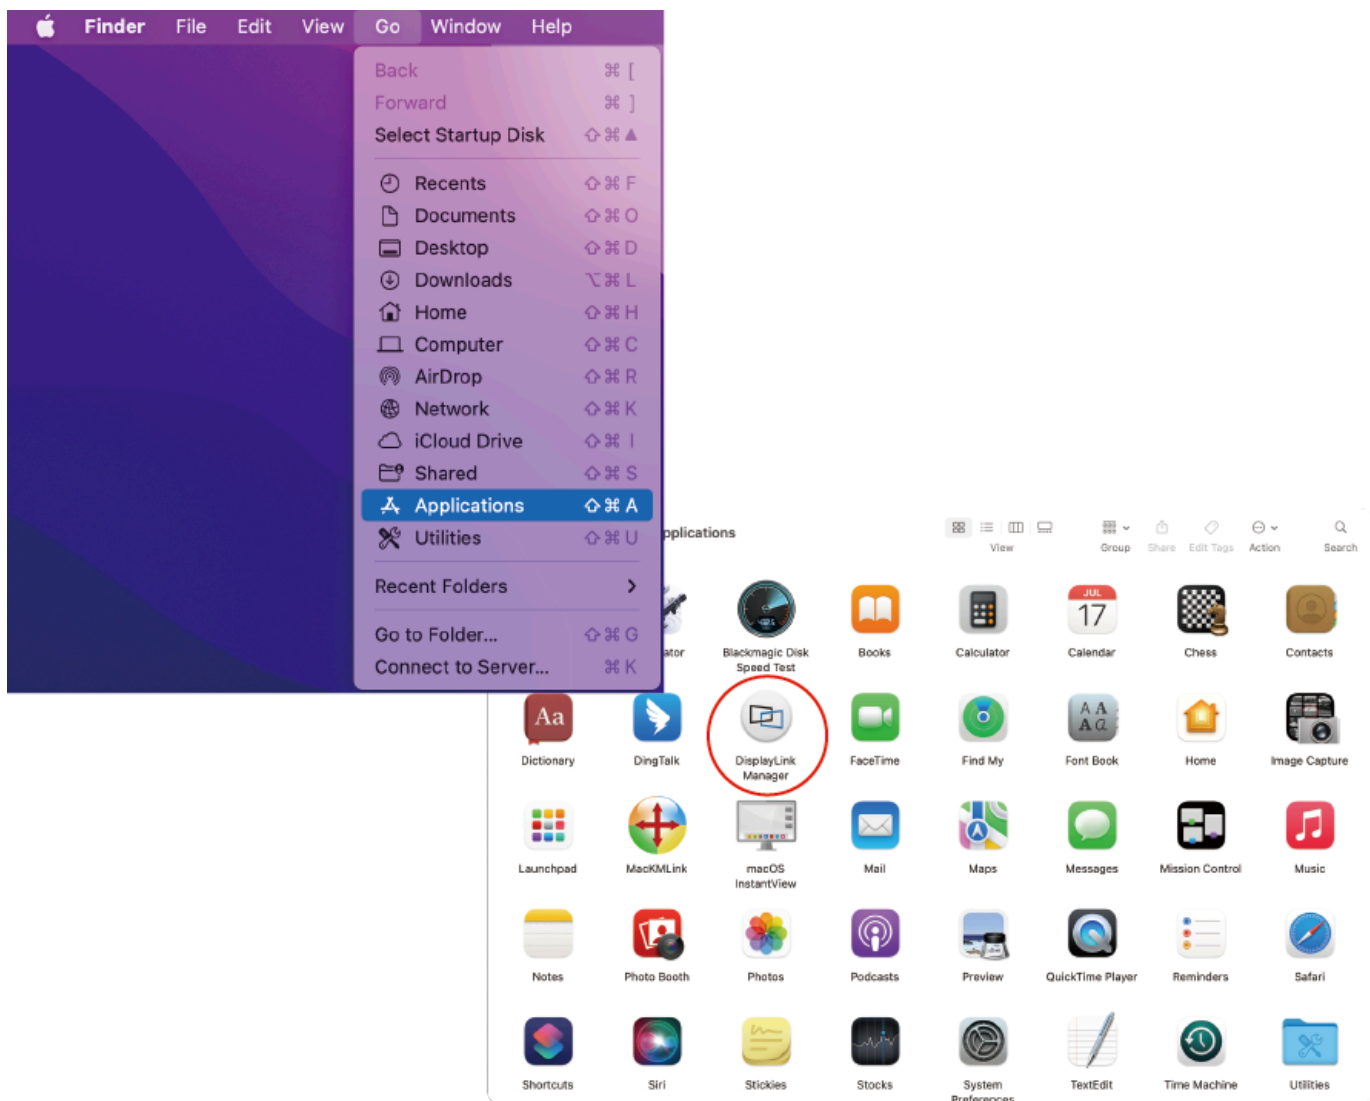 Finder File Edit View Go Window Help
Back ⌘ [
Forward ⌘ ]
Select Startup Disk ⇧⌘▲
Recents ⇧⌘F
Documents ⇧⌘O
Desktop ⇧⌘D
Downloads ⌥⌘L
Home ⇧⌘H
Computer ⇧⌘C
AirDrop ⇧⌘R
Network ⇧⌘K
iCloud Drive ⇧⌘I
Shared ⇧⌘S
Applications ⇧⌘A
Utilities ⇧⌘U
Recent Folders
Go to Folder... ⇧⌘G
Connect to Server... ⌘K
pplications
View Group Share Edit Tags Action Search
JUL
17
ator Blackmagic Disk Books Calculator Calendar Chess Contacts
Speed Test
Aa
Dictionary DingTalk DisplayLink FaceTime Find My Font Book Home Image Capture
Manager
Launchpad MacKMLink macOS Mail Maps Messages Mission Control Music
InstantView
Notes Photo Booth Photos Podcasts Preview QuickTime Player Reminders Safari
Shortcuts Siri Stickies Stocks System TextEdit Time Machine Utilities
Preferences